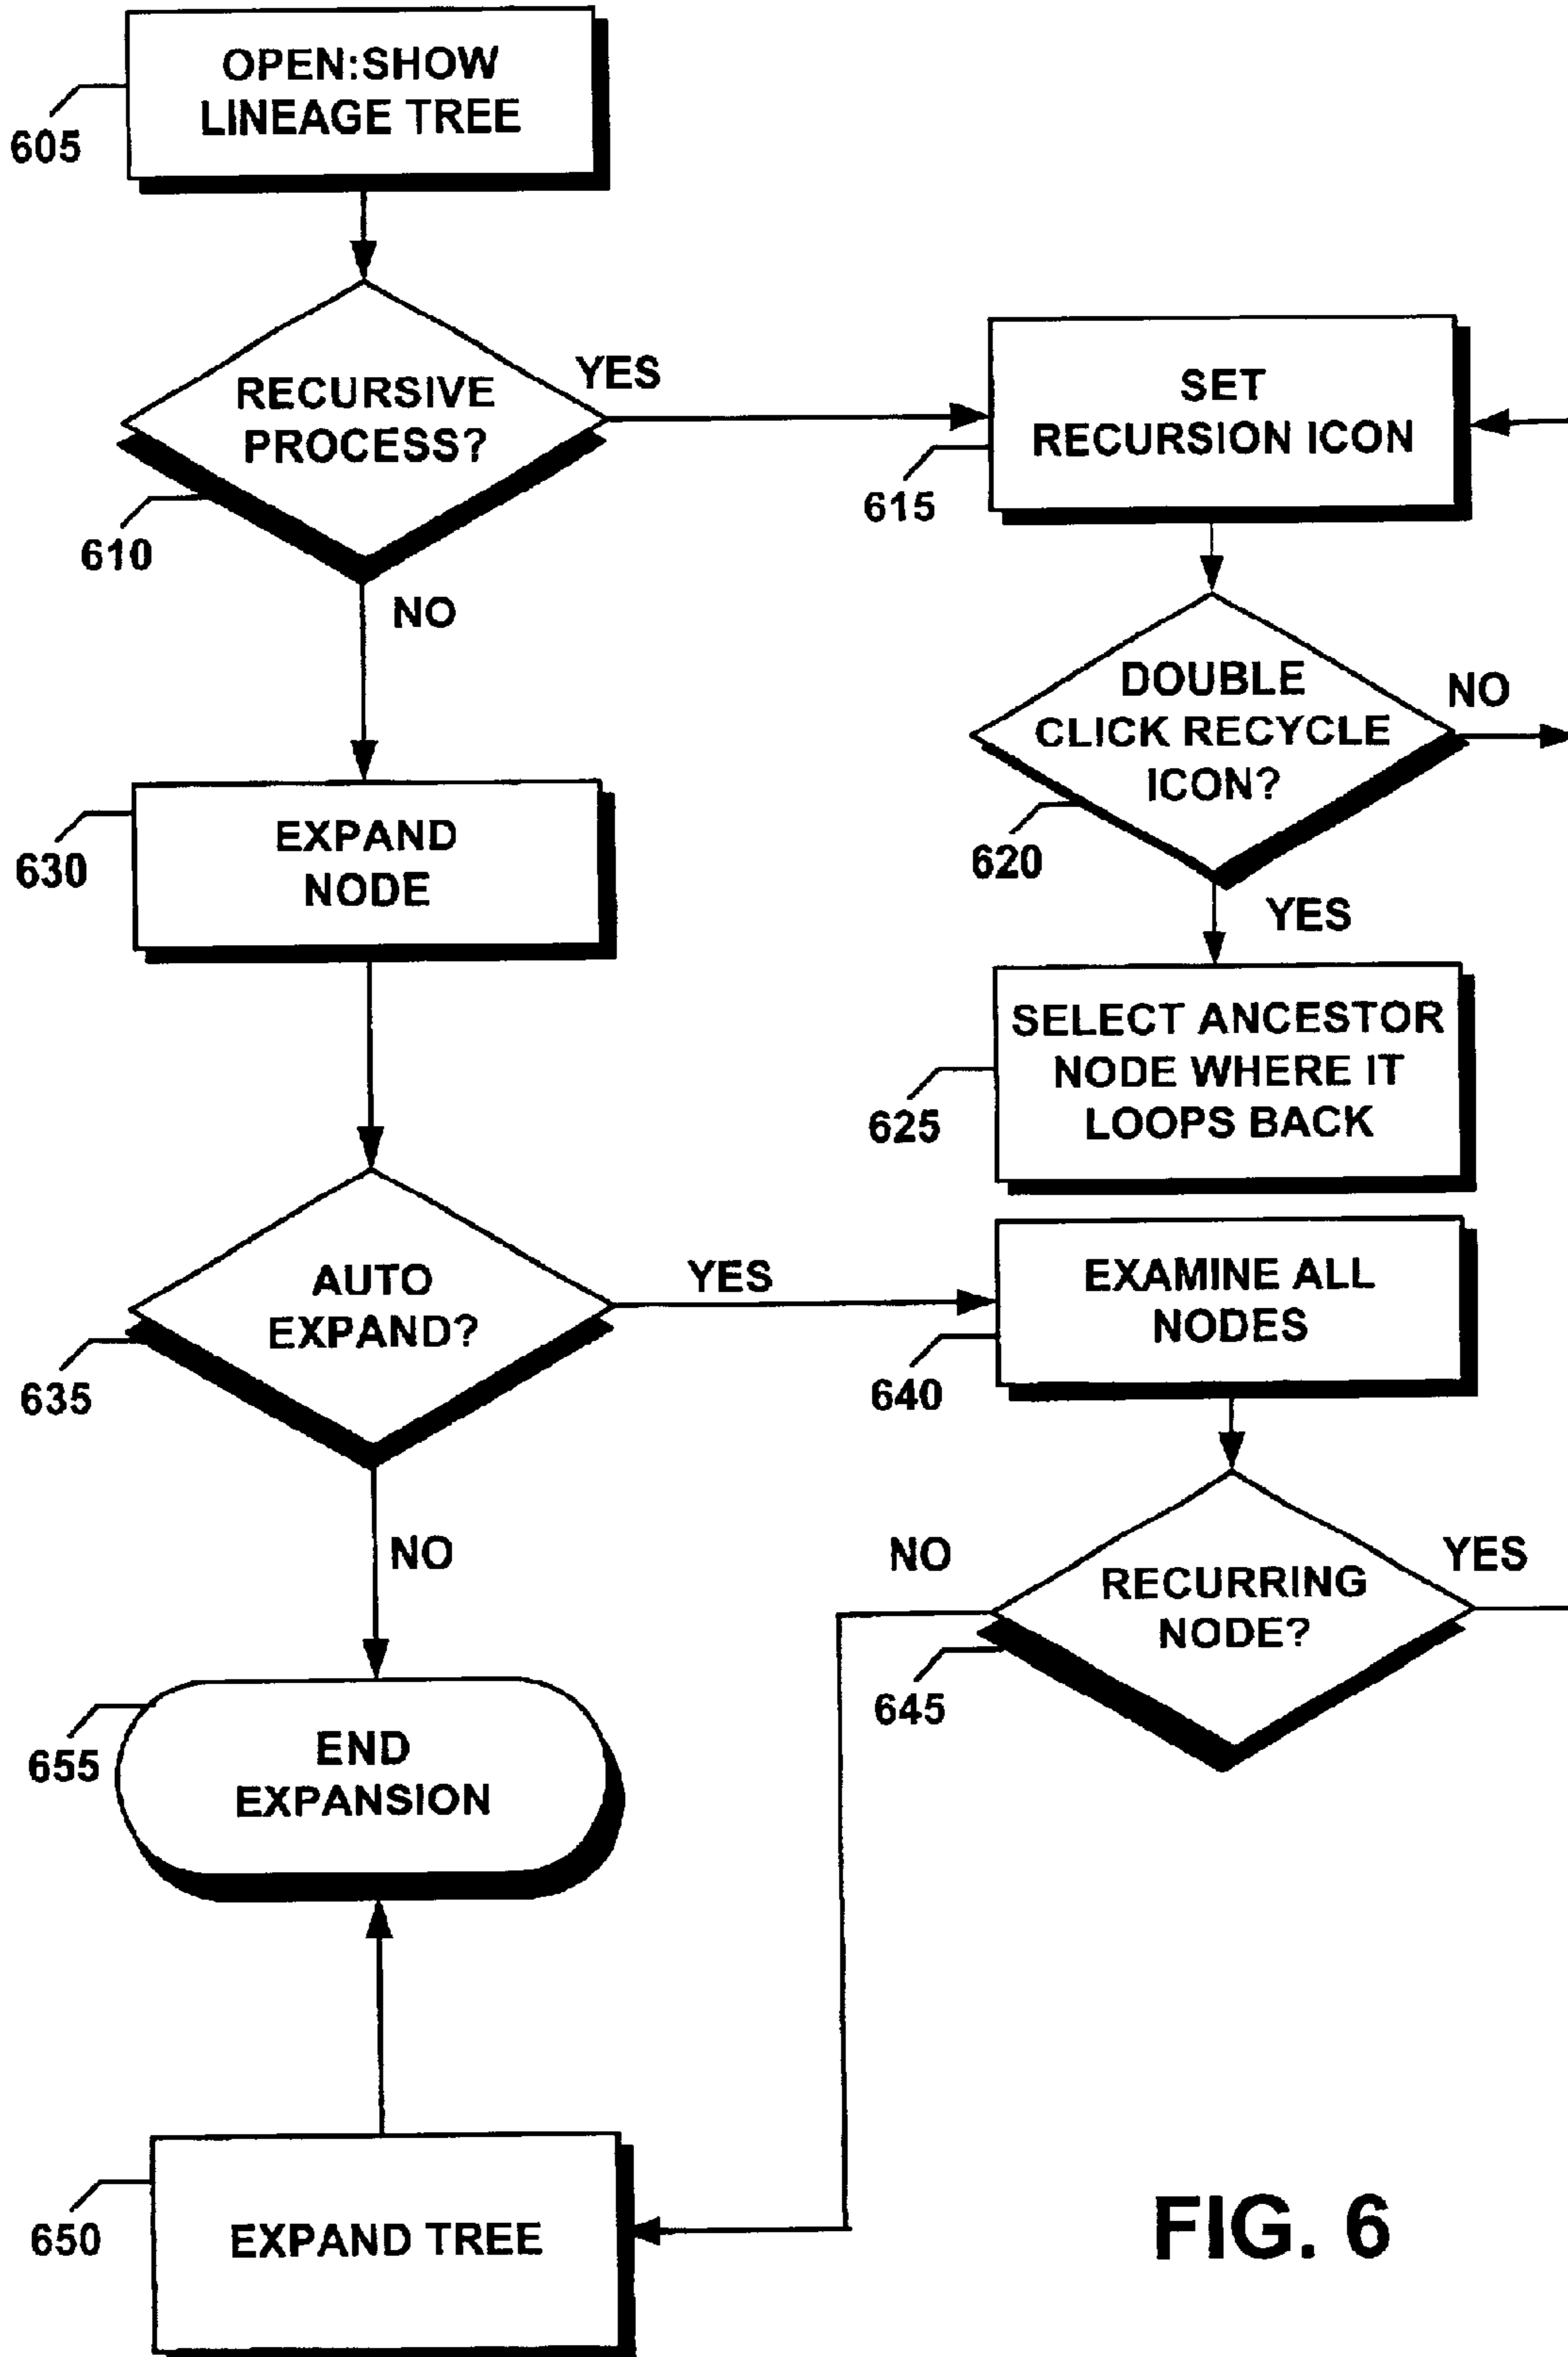 OPEN:SHOW
LINEAGE TREE
605
RECURSIVE
PROCESS?
YES
610
NO
SET
RECURSION ICON
615
DOUBLE
CLICK RECYCLE
ICON?
NO
620
YES
EXPAND
NODE
630
SELECT ANCESTOR
NODE WHERE IT
LOOPS BACK
625
AUTO
EXPAND?
YES
635
NO
EXAMINE ALL
NODES
640
RECURRING
NODE?
NO
YES
645
END
EXPANSION
655
EXPAND TREE
650
FIG. 6